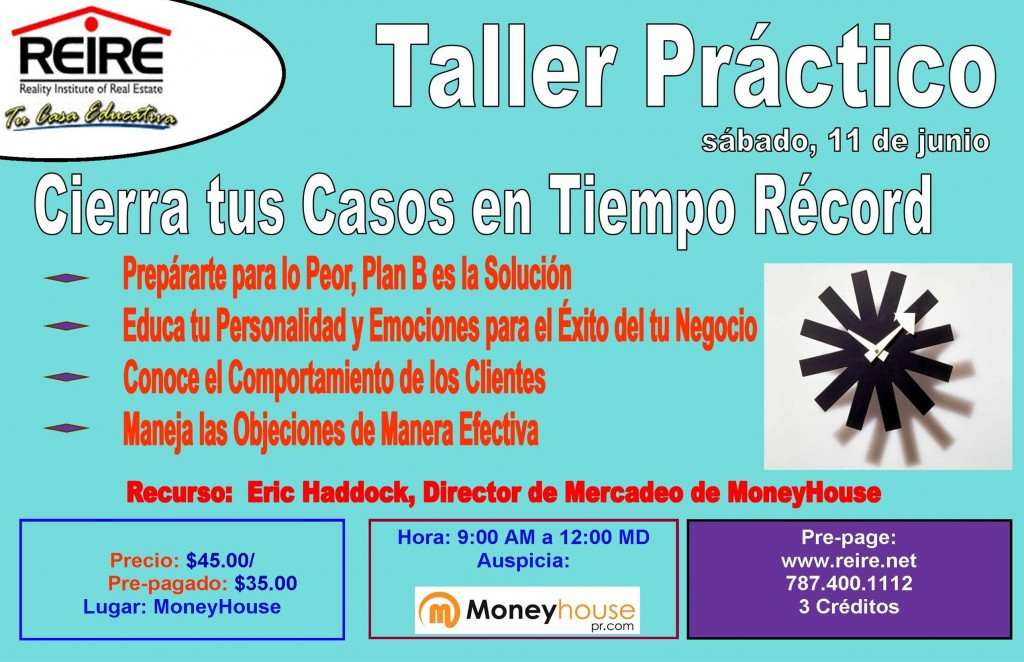 REIRE
Reality Institute of Real Estate
Tu Casa Educativa
Taller Práctico
sábado, 11 de junio
Cierra tus Casos en Tiempo Récord
Prepárarte para lo Peor, Plan B es la Solución
Educa tu Personalidad y Emociones para el Éxito del tu Negocio
Conoce el Comportamiento de los Clientes
Maneja las Objeciones de Manera Efectiva
Recurso: Eric Haddock, Director de Mercadeo de MoneyHouse
Precio: $45.00/
Pre-pagado: $35.00
Lugar: MoneyHouse
Hora: 9:00 AM a 12:00 MD
Auspicia:
m Moneyhouse
pr.com
Pre-page:
www.reire.net
787.400.1112
3 Créditos